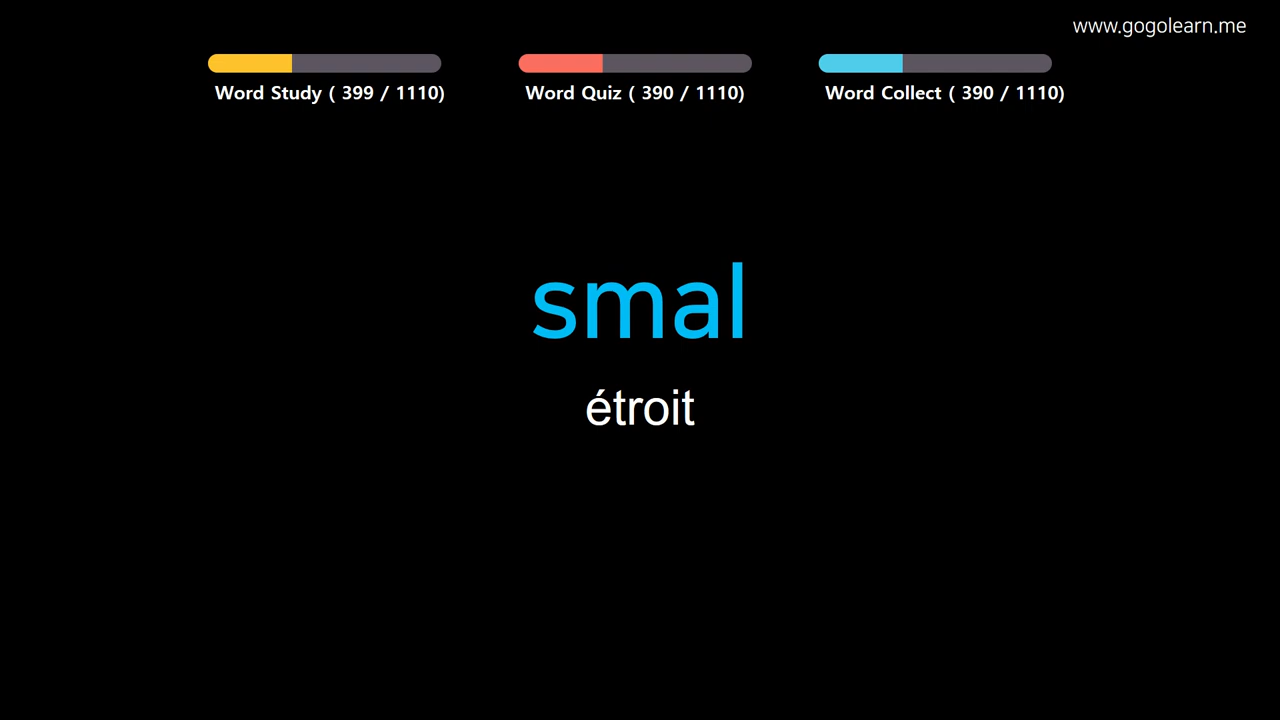 www.gogolearn.me
Word Study ( 399 / 1110)
Word Quiz ( 390 / 1110)
Word Collect ( 390 / 1110)
smal
étroit